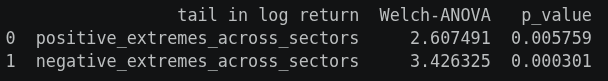 tail in log return Welch-ANOVA p_value
0 positive_extremes_across_sectors 2.607491 0.005759
1 negative_extremes_across_sectors 3.426325 0.000301